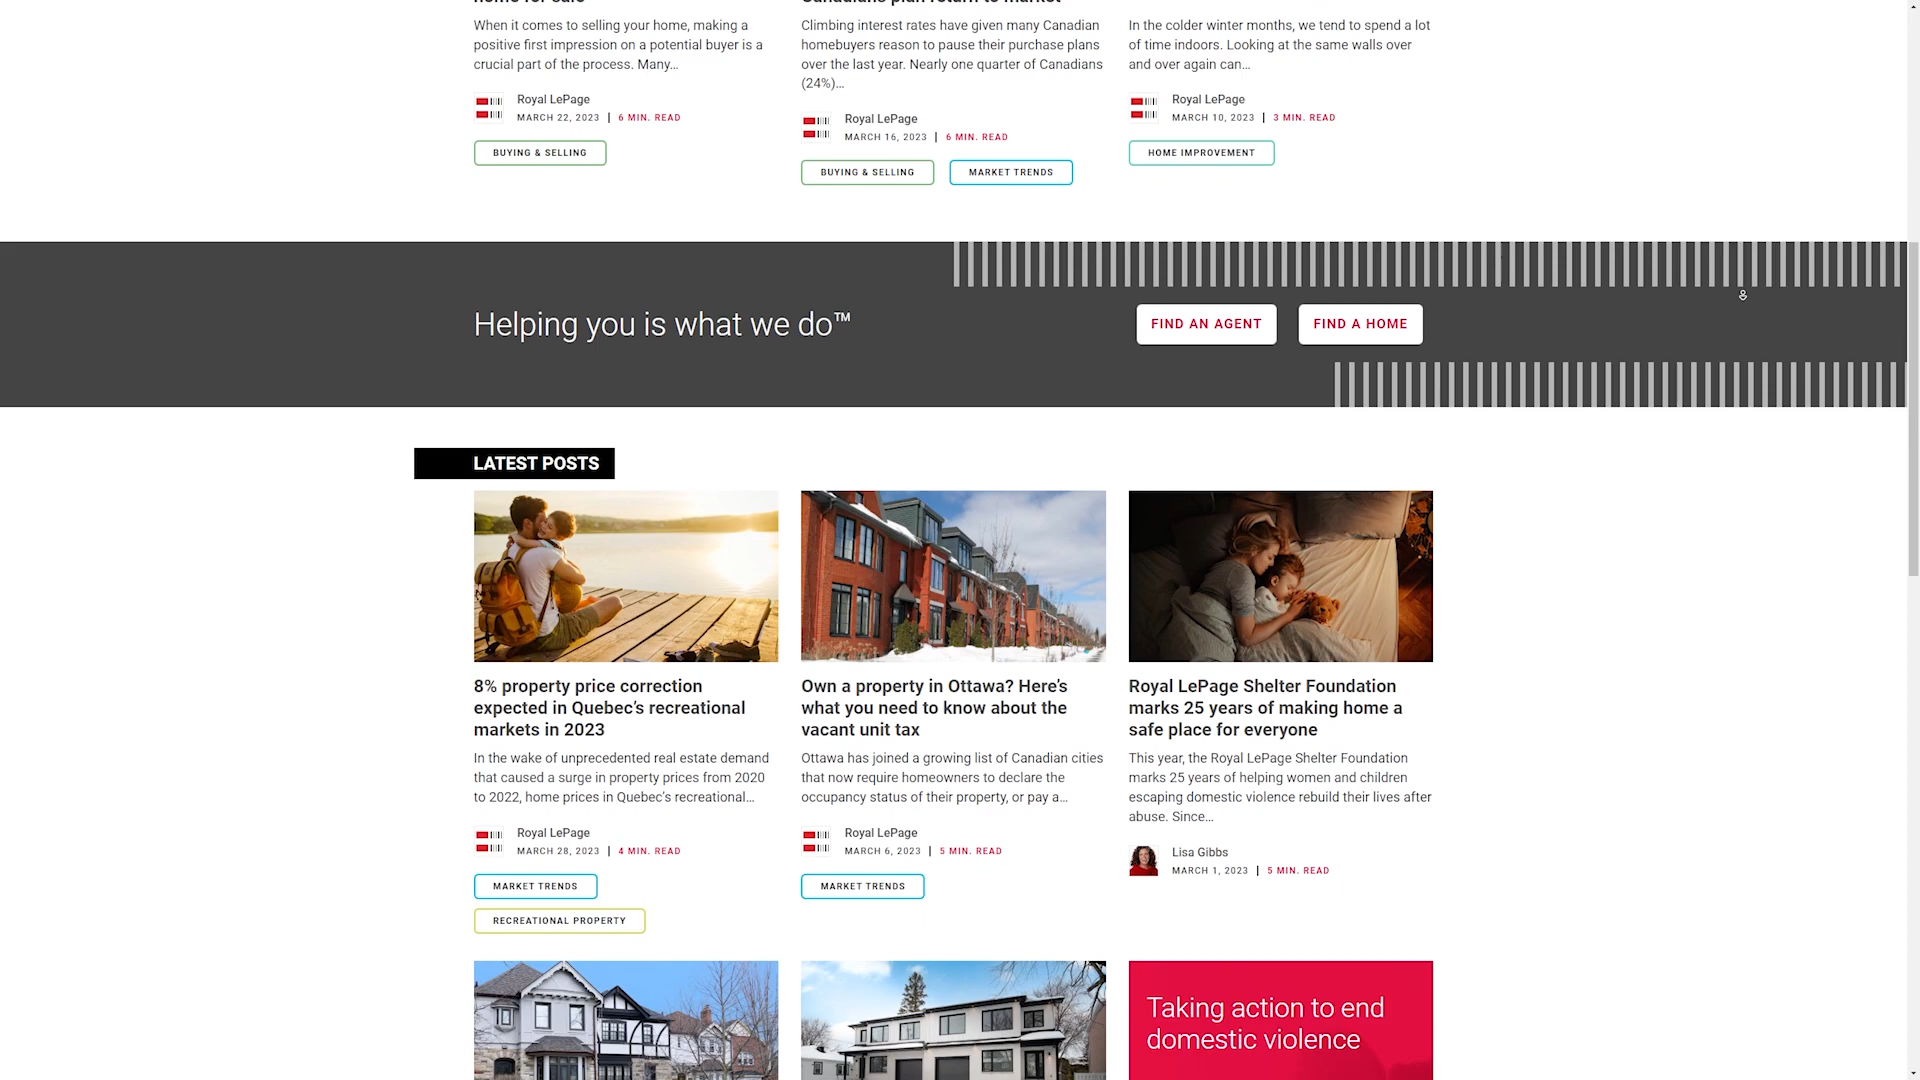 home for sale
Canadians plan return to market
When it comes to selling your home, making a
positive first impression on a potential buyer is a
crucial part of the process. Many...
Royal LePage
MARCH 22, 2023 | 6 MIN. READ
BUYING & SELLING
Climbing interest rates have given many Canadian
homebuyers reason to pause their purchase plans
over the last year. Nearly one quarter of Canadians
(24%)...
Royal LePage
MARCH 16, 2023 | 6 MIN. READ
BUYING & SELLING
MARKET TRENDS
In the colder winter months, we tend to spend a lot
of time indoors. Looking at the same walls over
and over again can...
Royal LePage
MARCH 10, 2023 | 3 MIN. READ
HOME IMPROVEMENT
Helping you is what we do™
FIND AN AGENT
FIND A HOME
LATEST POSTS
8% property price correction
expected in Quebec’s recreational
markets in 2023
In the wake of unprecedented real estate demand
that caused a surge in property prices from 2020
to 2022, home prices in Quebec’s recreational...
Royal LePage
MARCH 28, 2023 | 4 MIN. READ
MARKET TRENDS
RECREATIONAL PROPERTY
Own a property in Ottawa? Here’s
what you need to know about the
vacant unit tax
Ottawa has joined a growing list of Canadian cities
that now require homeowners to declare the
occupancy status of their property, or pay a...
Royal LePage
MARCH 6, 2023 | 5 MIN. READ
MARKET TRENDS
Royal LePage Shelter Foundation
marks 25 years of making home a
safe place for everyone
This year, the Royal LePage Shelter Foundation
marks 25 years of helping women and children
escaping domestic violence rebuild their lives after
abuse. Since...
Lisa Gibbs
MARCH 1, 2023 | 5 MIN. READ
Taking action to end
domestic violence